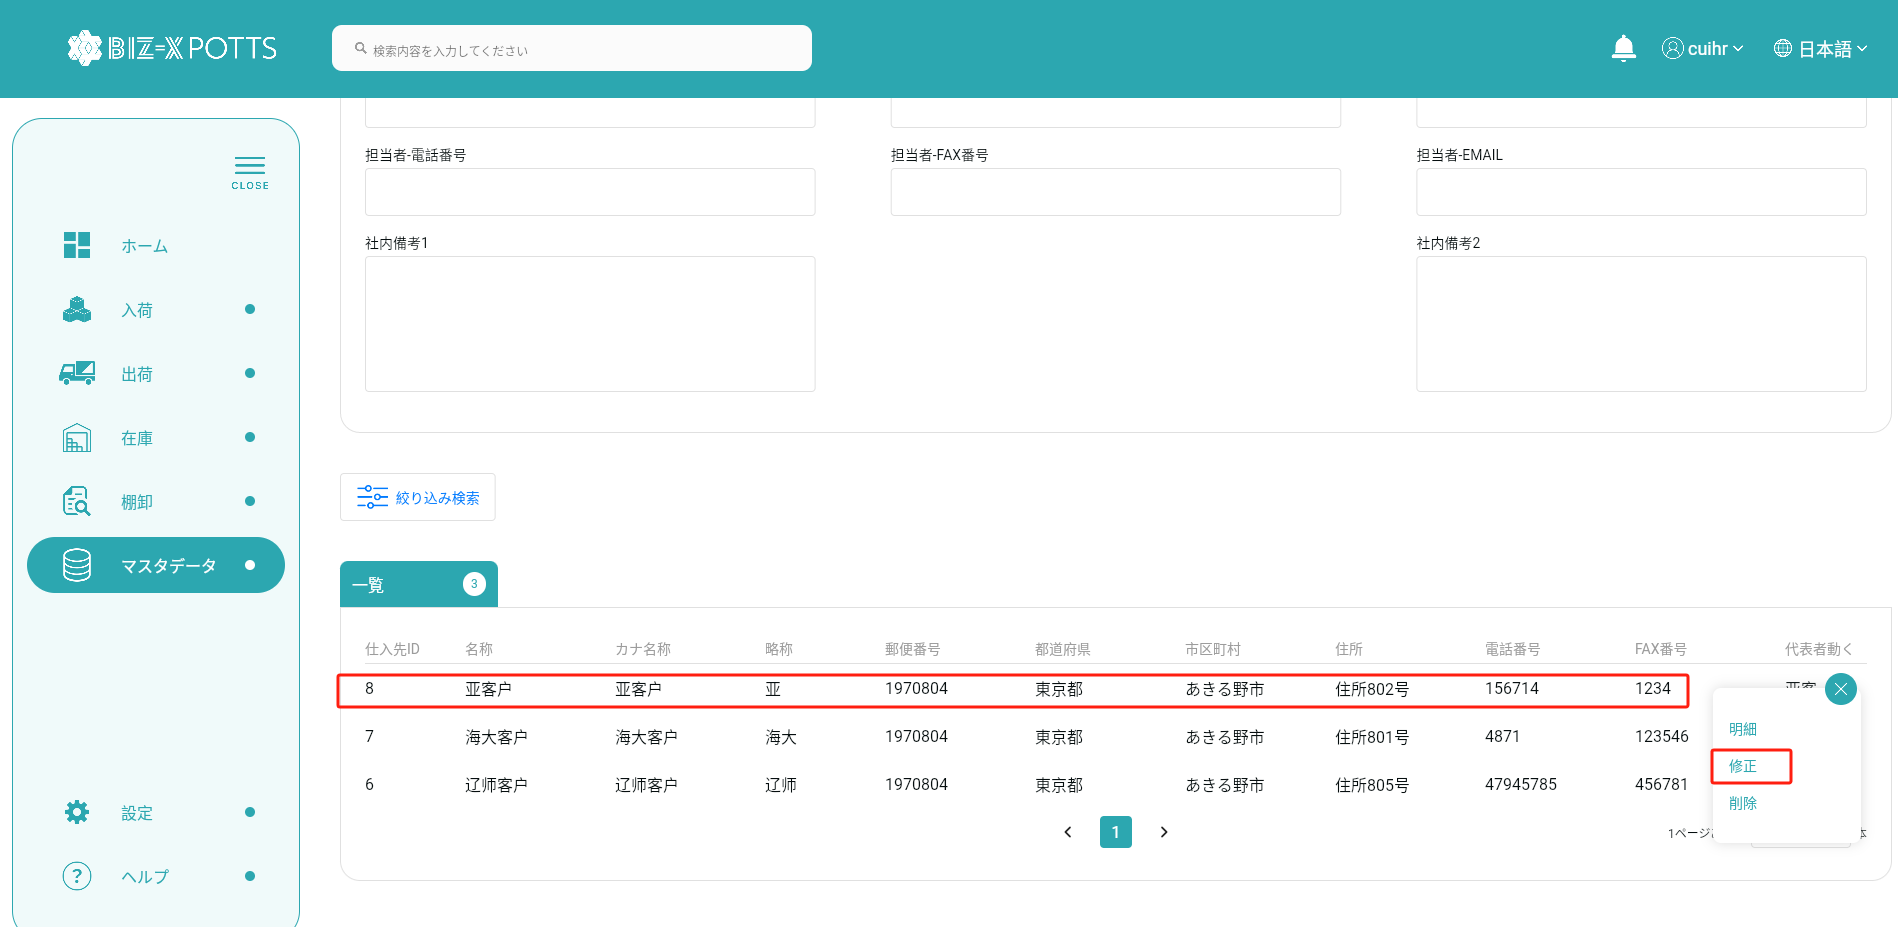 BIZ=X POTTS
検索内容を入力してください
cuihr
日本語
CLOSE
ホーム
入荷
出荷
在庫
棚卸
マスタデータ
設定
ヘルプ
担当者-電話番号 担当者-FAX番号 担当者-EMAIL
社内備考1 社内備考2
絞り込み検索
一覧 3
仕入先ID 名称 カナ名称 略称 郵便番号 都道府県 市区町村 住所 電話番号 FAX番号 代表者動く
8 亚客户 亚客户 亚 1970804 東京都 あきる野市 住所802号 156714 1234
7 海大客户 海大客户 海大 1970804 東京都 あきる野市 住所801号 4871 123546
6 辽师客户 辽师客户 辽师 1970804 東京都 あきる野市 住所805号 47945785 456781
明細
修正
削除
1
1ページ